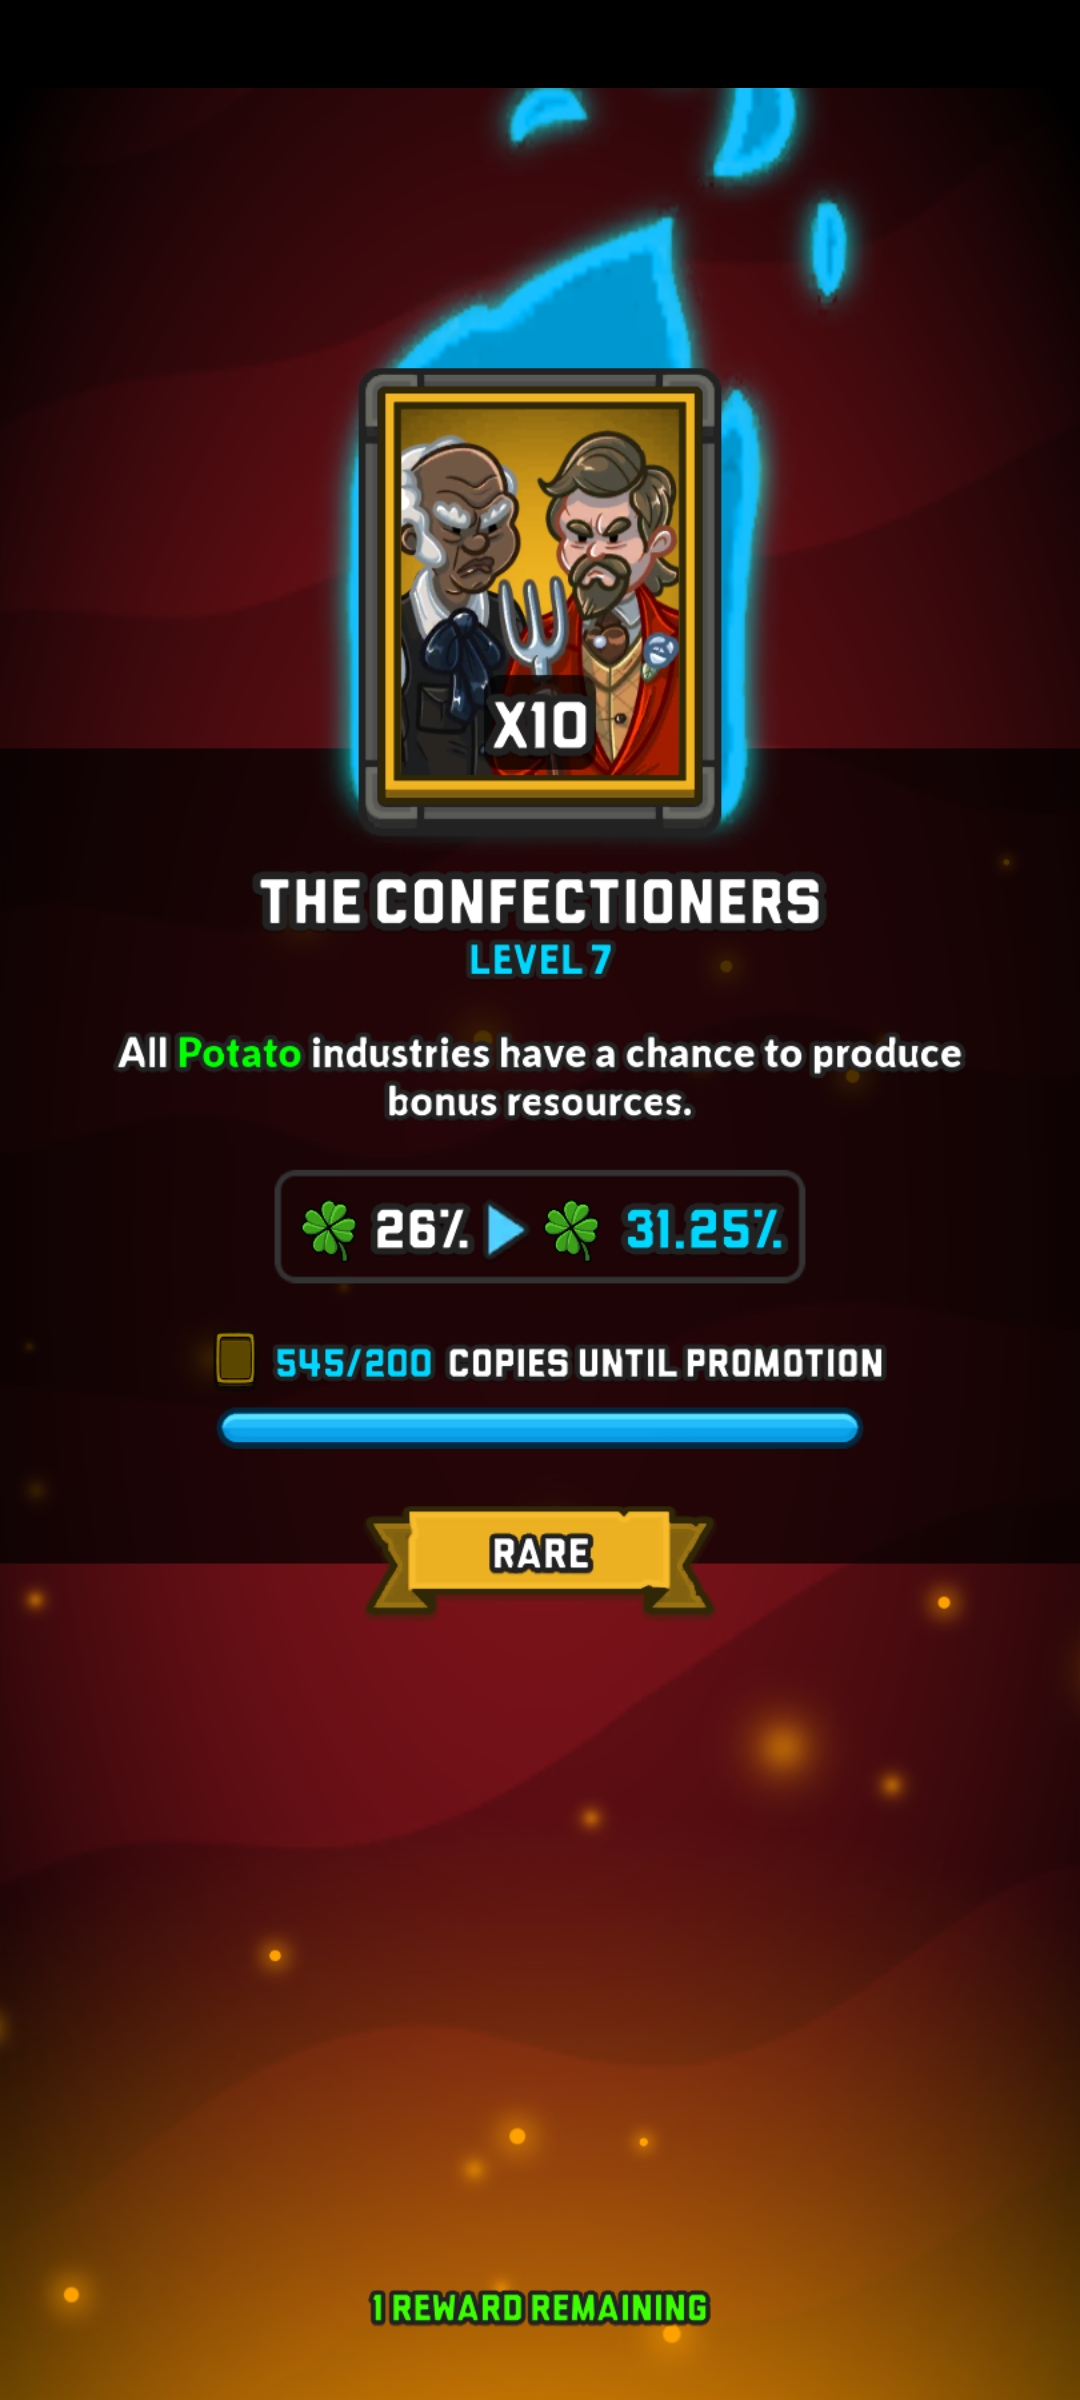 X10
THE CONFECTIONERS
LEVEL 7
All Potato industries have a chance to produce
bonus resources.
26% 31.25%
545/200 COPIES UNTIL PROMOTION
RARE
1 REWARD REMAINING